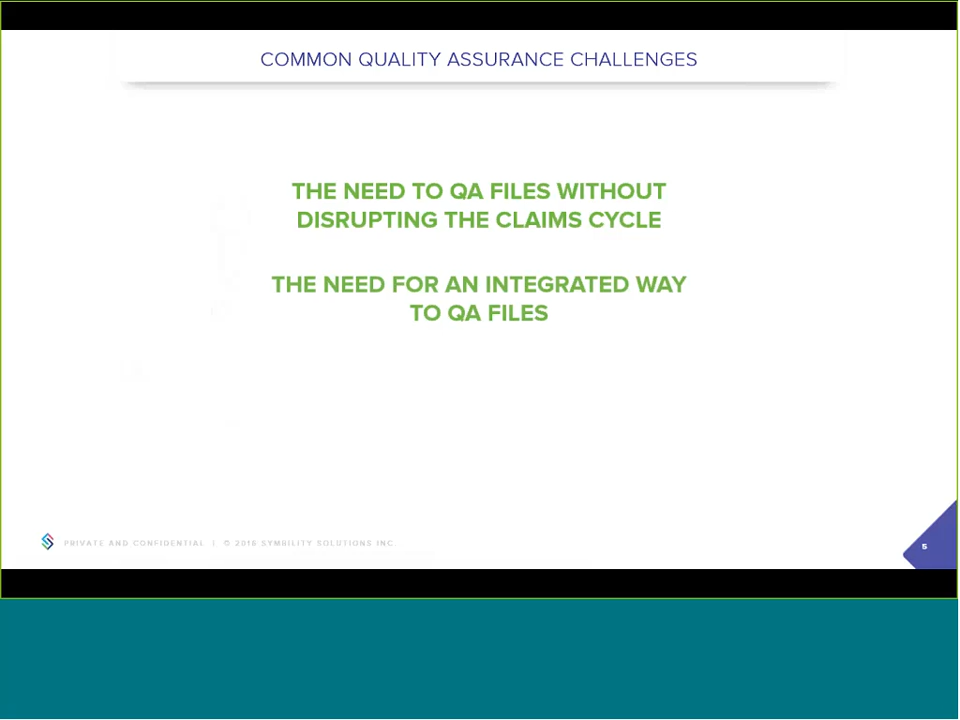 COMMON QUALITY ASSURANCE CHALLENGES
THE NEED TO QA FILES WITHOUT
DISRUPTING THE CLAIMS CYCLE
THE NEED FOR AN INTEGRATED WAY
TO QA FILES
PRIVATE AND CONFIDENTIAL | © 2018 SYMBILITY SOLUTIONS INC.
5